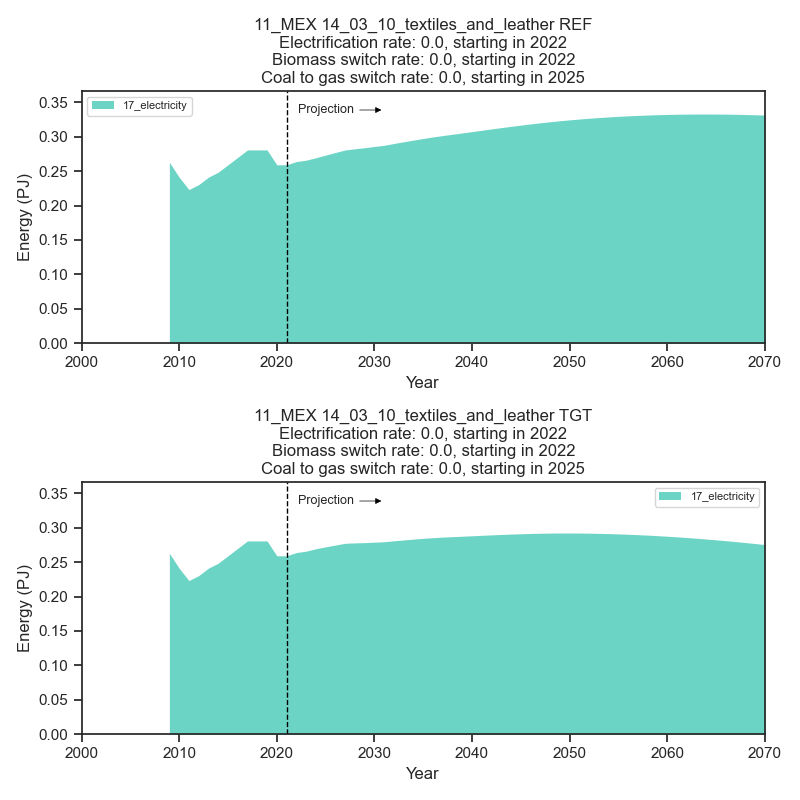 11_MEX 14_03_10_textiles_and_leather REF
Electrification rate: 0.0, starting in 2022
Biomass switch rate: 0.0, starting in 2022
Coal to gas switch rate: 0.0, starting in 2025
17_electricity
Projection
0.35
0.30
0.25
0.20
0.15
0.10
0.05
0.00
Energy (PJ)
2000 2010 2020 2030 2040 2050 2060 2070
Year
11_MEX 14_03_10_textiles_and_leather TGT
Electrification rate: 0.0, starting in 2022
Biomass switch rate: 0.0, starting in 2022
Coal to gas switch rate: 0.0, starting in 2025
Projection
17_electricity
0.35
0.30
0.25
0.20
0.15
0.10
0.05
0.00
Energy (PJ)
2000 2010 2020 2030 2040 2050 2060 2070
Year